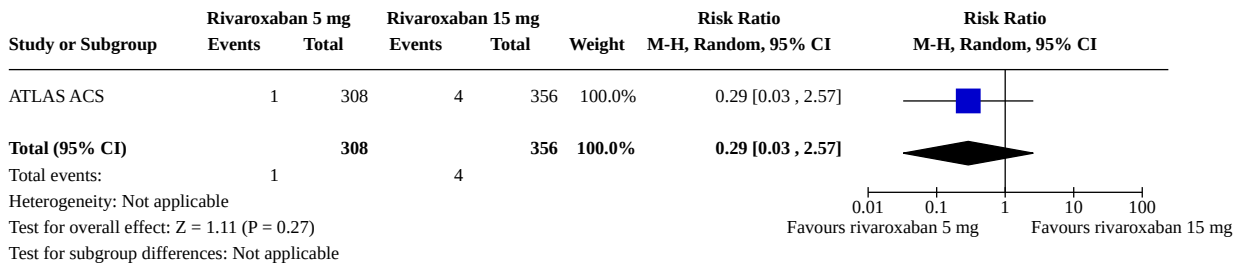 Rivaroxaban 5 mg Rivaroxaban 15 mg Risk Ratio Risk Ratio
Study or Subgroup Events Total Events Total Weight M-H, Random, 95% CI M-H, Random, 95% CI
ATLAS ACS 1 308 4 356 100.0% 0.29 [0.03 , 2.57]
Total (95% CI) 308 356 100.0% 0.29 [0.03 , 2.57]
Total events: 1 4
Heterogeneity: Not applicable
0.01 0.1 1 10 100
Test for overall effect: Z = 1.11 (P = 0.27)
Favours rivaroxaban 5 mg Favours rivaroxaban 15 mg
Test for subgroup differences: Not applicable